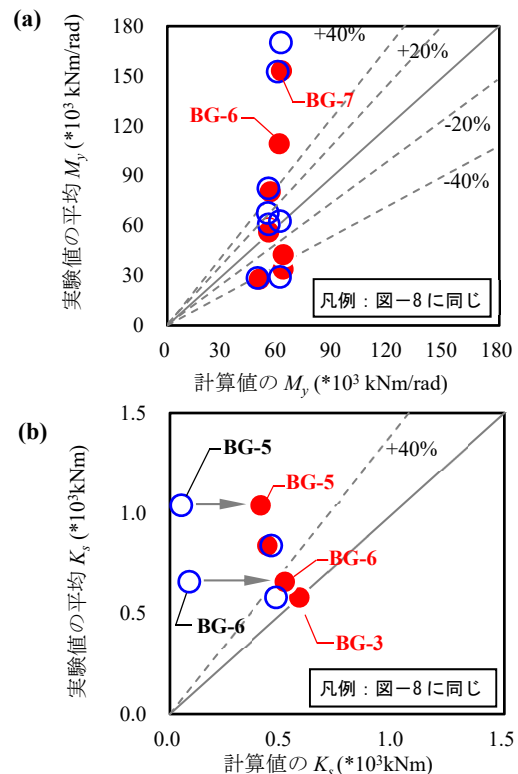 (a)
180
150
120
90
60
30
0
実験値の平均 My (*10³ kNm/rad)
+40%
+20%
BG-7
BG-6
-20%
-40%
凡例：図－8 に同じ
0 30 60 90 120 150 180
計算値の My (*10³ kNm/rad)
(b)
1.5
1.0
0.5
0.0
実験値の平均 Ks (*10³kNm)
+40%
BG-5
BG-5
BG-6
BG-6
BG-3
凡例：図－8 に同じ
0 0.5 1.0 1.5
計算値の Ks (*10³kNm)